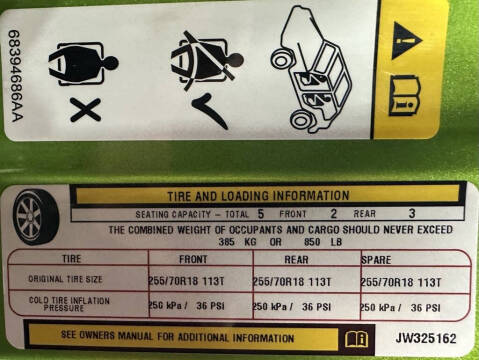 68394686AA
TIRE AND LOADING INFORMATION
SEATING CAPACITY - TOTAL 5 FRONT 2 REAR 3
THE COMBINED WEIGHT OF OCCUPANTS AND CARGO SHOULD NEVER EXCEED
385 KG OR 850 LB
TIRE FRONT REAR SPARE
ORIGINAL TIRE SIZE 255/70R18 113T 255/70R18 113T 255/70R18 113T
COLD TIRE INFLATION PRESSURE 250 kPa / 36 PSI 250 kPa / 36 PSI 250 kPa / 36 PSI
SEE OWNERS MANUAL FOR ADDITIONAL INFORMATION JW325162